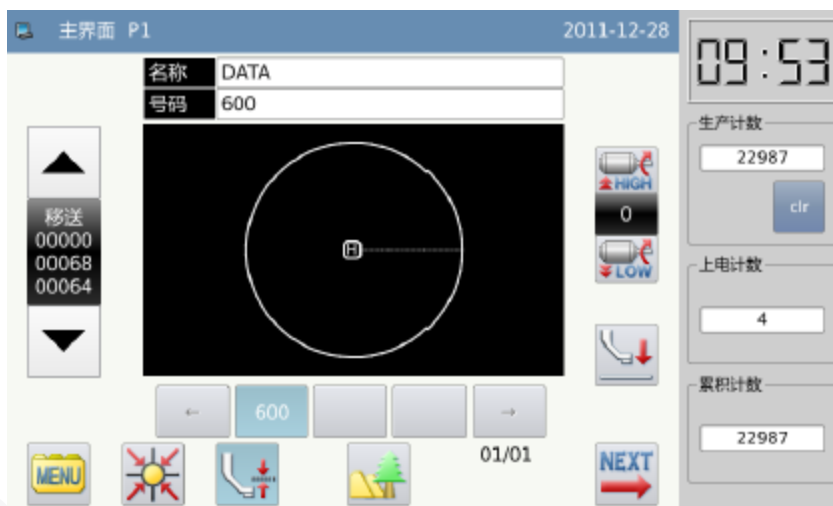 主界面 P1
2011-12-28
09:53
名称 DATA
号码 600
移送
00000
00068
00064
H
HIGH
0
LOW
生产计数
22987
clr
上电计数
4
累积计数
22987
← 600 →
01/01
MENU
NEXT